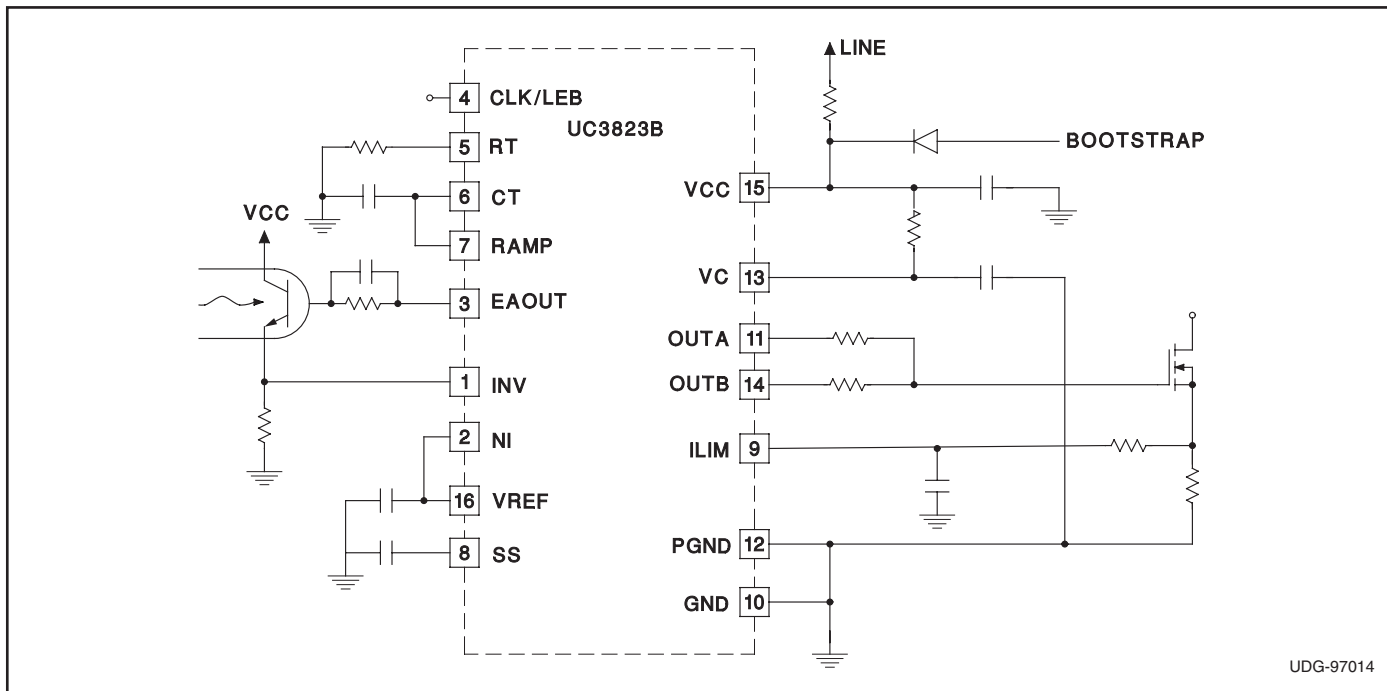 LINE
4 CLK/LEB
UC3823B
5 RT
BOOTSTRAP
6 CT
VCC 15
VCC
7 RAMP
VC 13
3 EAOUT
OUTA 11
1 INV
OUTB 14
2 NI
ILIM 9
16 VREF
8 SS
PGND 12
GND 10
UDG-97014